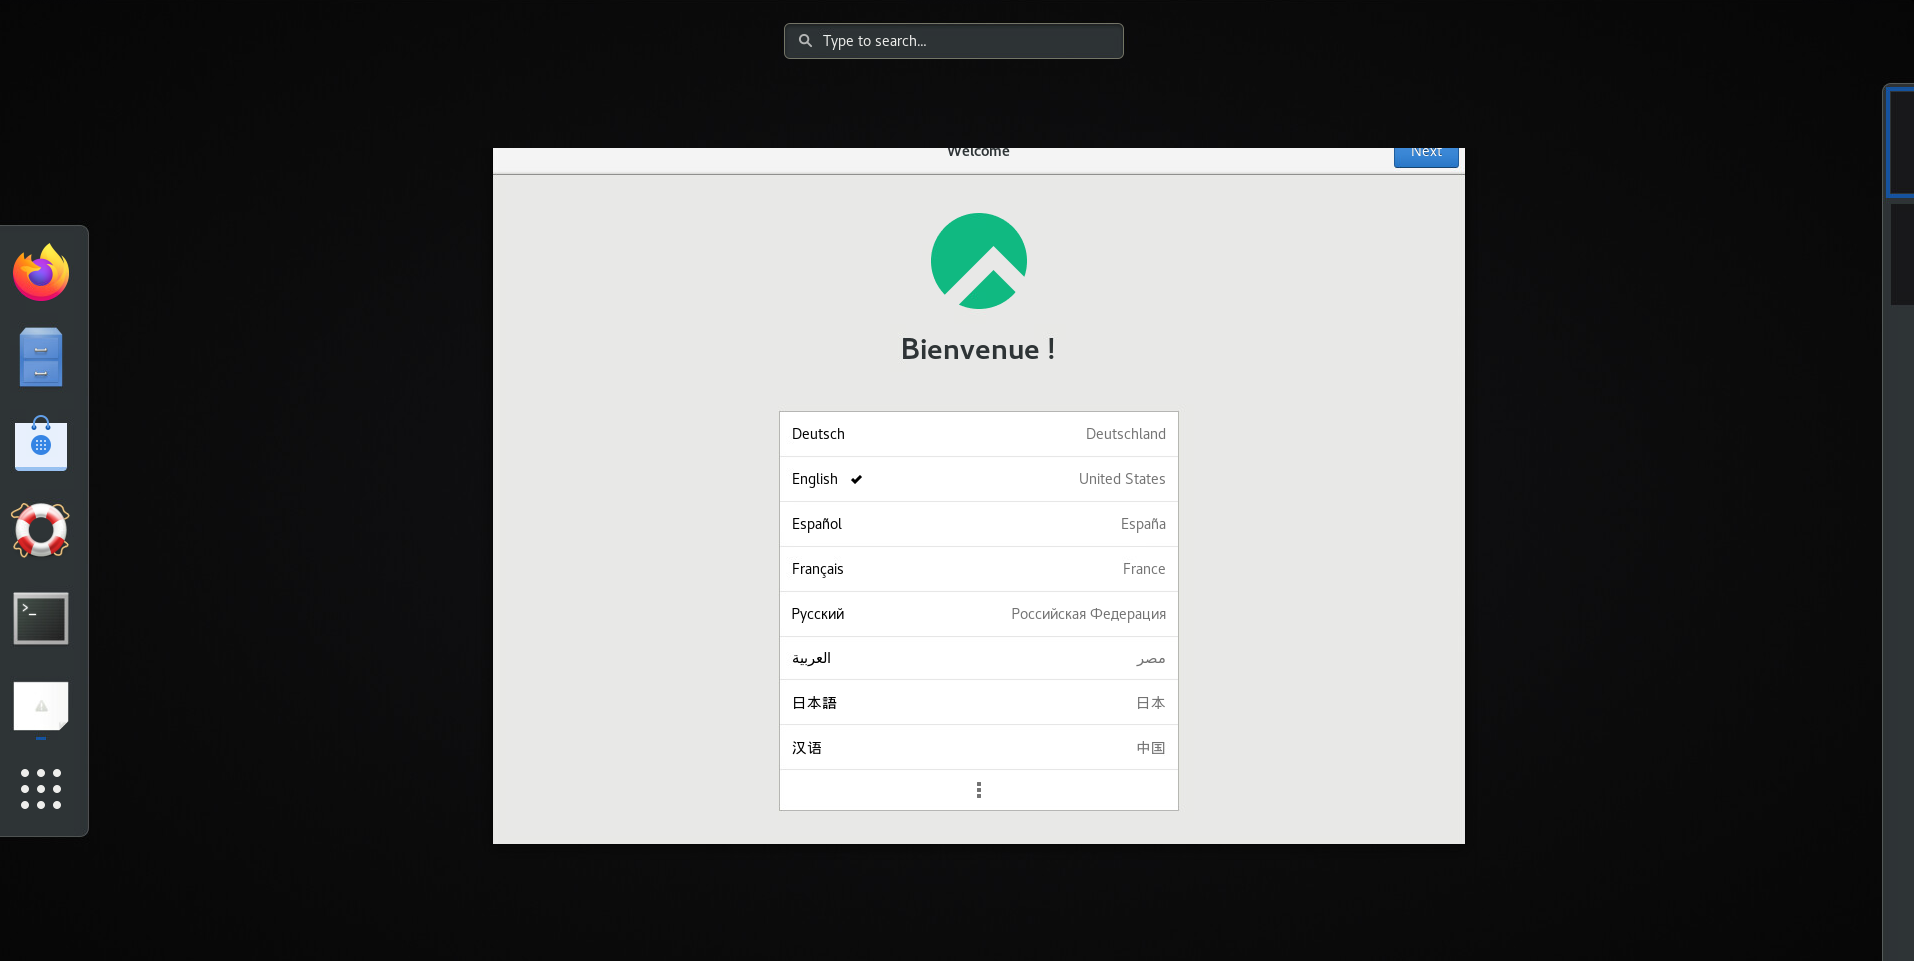 Type to search...
Welcome
Next
Bienvenue !
Deutsch Deutschland
English United States
Español España
Français France
Русский Российская Федерация
العربية مصر
日本語 日本
汉语 中国
>_